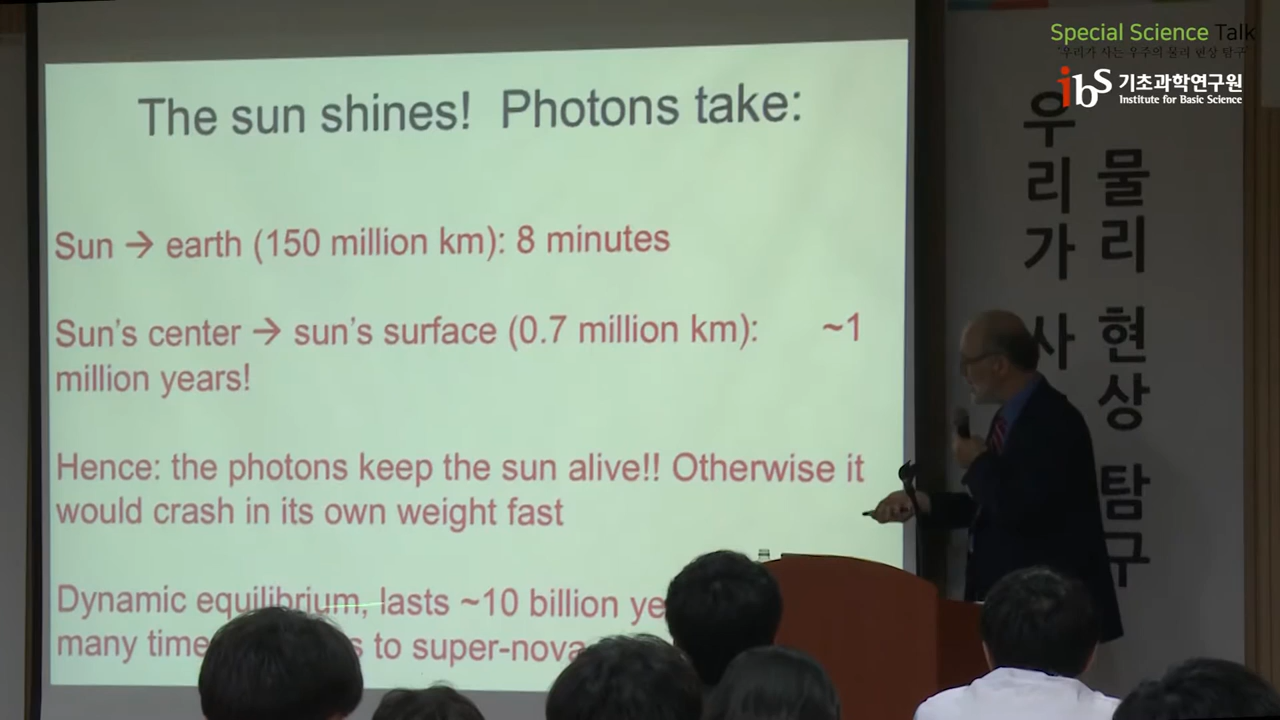 The sun shines! Photons take:
Sun → earth (150 million km): 8 minutes
Sun's center → sun's surface (0.7 million km): ~1
million years!
Hence: the photons keep the sun alive!! Otherwise it
would crash in its own weight fast
Dynamic equilibrium, lasts ~10 billion
many to super-nova
Special Science Talk
"우리가 사는 우주의 물리 현상 탐구"
ibS 기초과학연구원
Institute for Basic Science
우리가 사
물리 현상 탐구